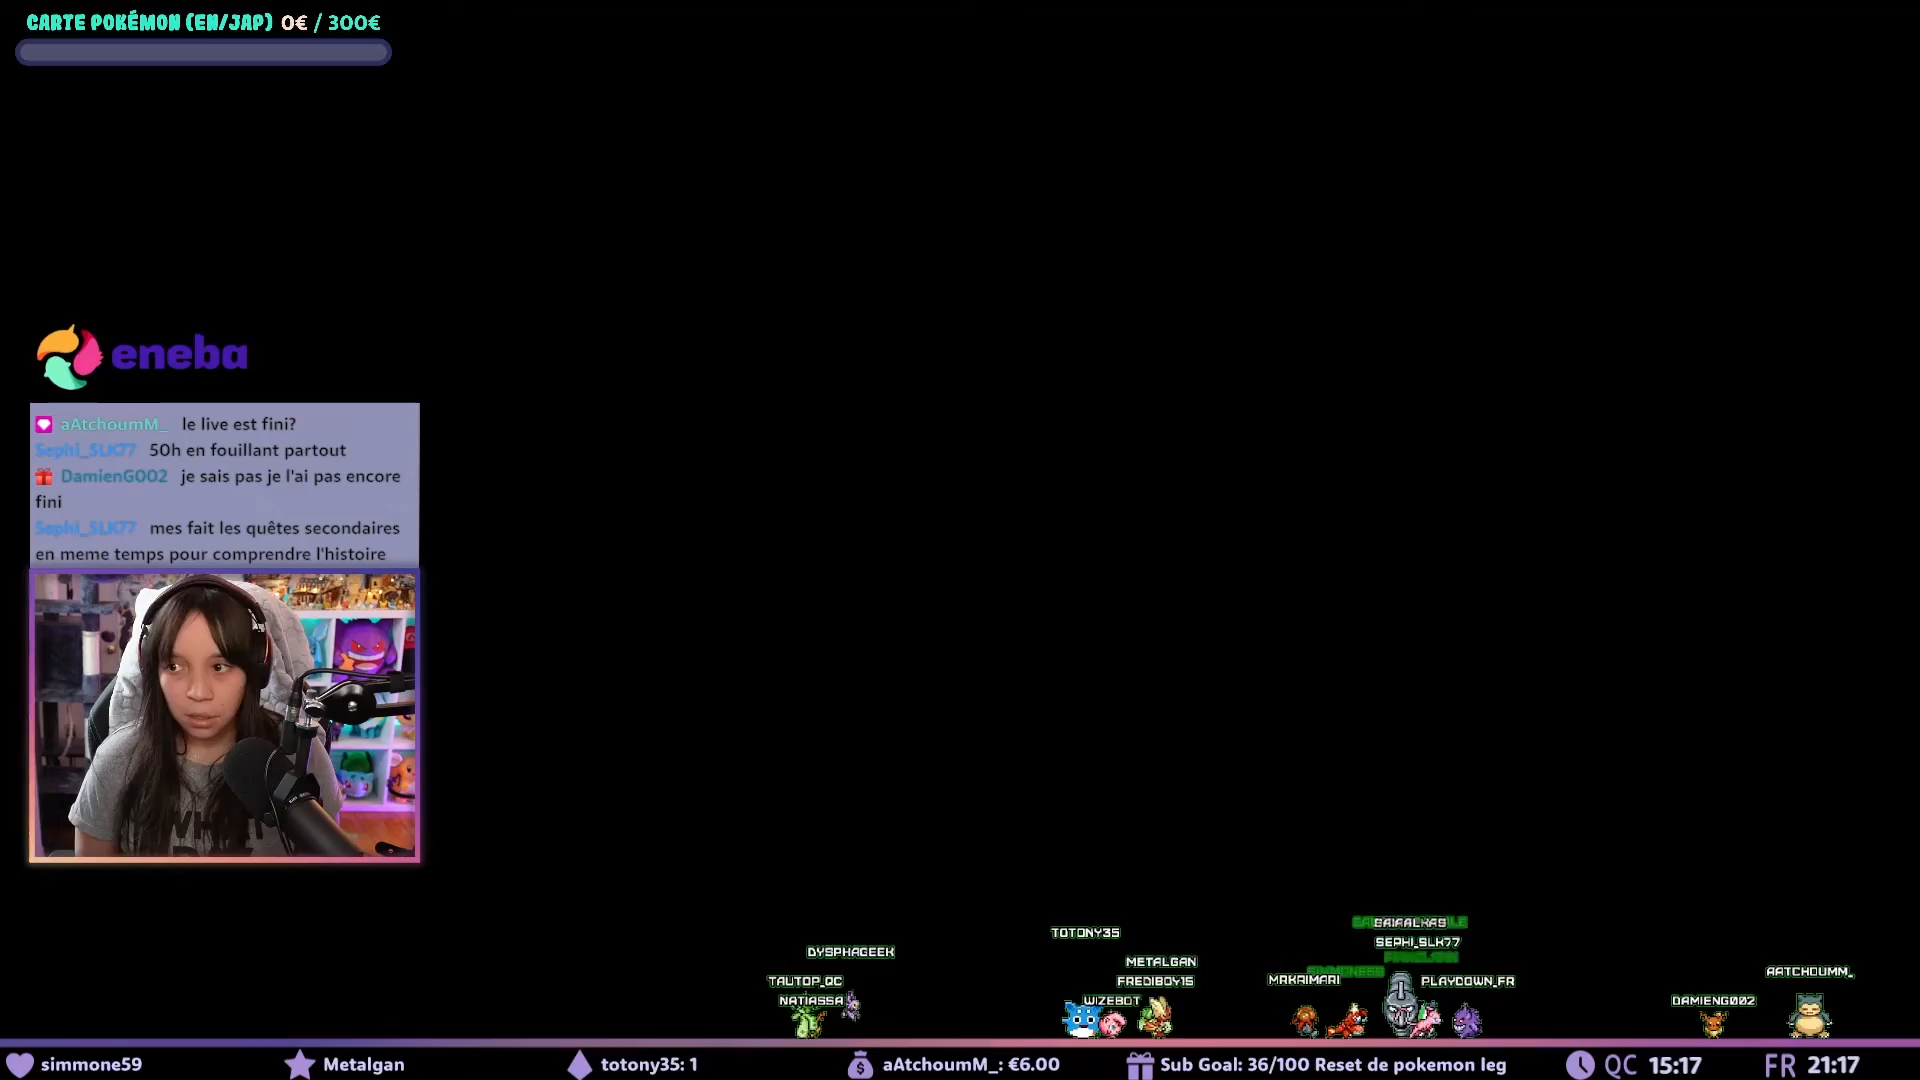 CARTE POKÉMON (EN/JAP) 0€ / 300€
eneba
aAtchoumM_ le live est fini?
Sephi_SLK77 50h en fouillant partout
DamienG002 je sais pas je l'ai pas encore
fini
Sephi_SLK77 mes fait les quêtes secondaires
en meme temps pour comprendre l'histoire
SAIRALKAS
TOTONY35
SEPHI_SLK77
DYSPHAGEEK
METALGAN
SIMMONE59
AATCHOUMM_
TAUTOP_QC
FREDIBOY15
MAKAIMARI
PLAYDOWN_FR
NATIASSA
WIZEBOT
DAMIENG002
simmone59
Metalgan
totony35: 1
aAtchoumM_: €6.00
Sub Goal: 36/100 Reset de pokemon leg
QC 15:17
FR 21:17